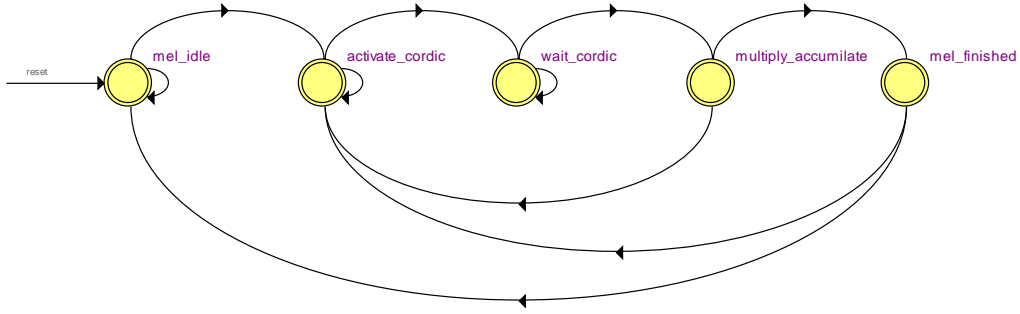 mel_idle
activate_cordic
wait_cordic
multiply_accumilate
mel_finished
reset